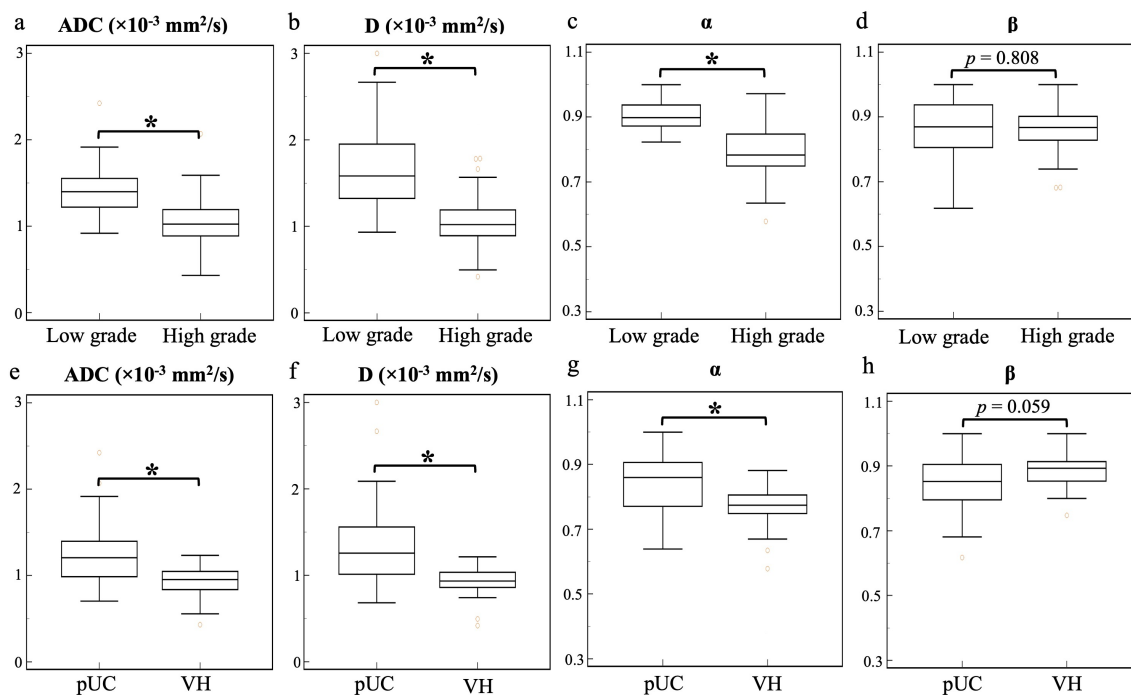 a ADC (×10⁻³ mm²/s)
3
2
1
0
*
Low grade High grade
b D (×10⁻³ mm²/s)
3
2
1
0
*
Low grade High grade
c α
1.1
0.9
0.7
0.5
0.3
*
Low grade High grade
d β
1.1
0.9
0.7
0.5
0.3
p = 0.808
Low grade High grade
e ADC (×10⁻³ mm²/s)
3
2
1
0
*
pUC VH
f D (×10⁻³ mm²/s)
3
2
1
0
*
pUC VH
g α
1.1
0.9
0.7
0.5
0.3
*
pUC VH
h β
1.1
0.9
0.7
0.5
0.3
p = 0.059
pUC VH